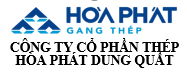 HÒA PHÁT
GANG THÉP
CÔNG TY CỔ PHẦN THÉP
HÒA PHÁT DUNG QUẤT